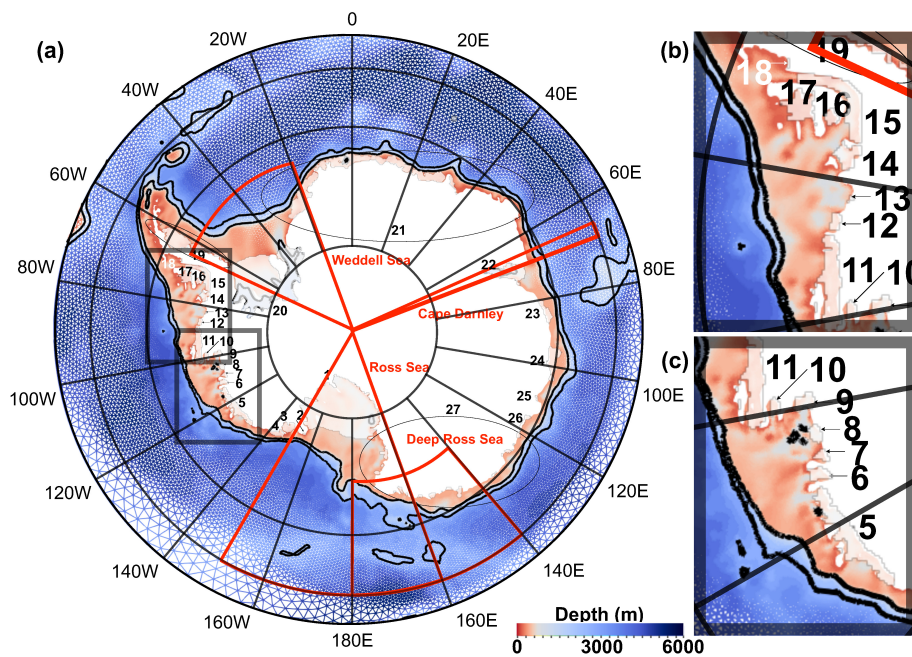 (a)
0
20W
20E
40W
40E
60W
60E
80W
80E
100W
100E
120W
120E
140W
140E
160W
160E
180E
21
Weddell Sea
22
Cape Darnley
23
Ross Sea
24
25
26
27
Deep Ross Sea
20
19
18
17
16
15
14
13
12
11
10
9
8
7
6
5
4
3
2
1
Depth (m)
0
3000
6000
(b)
19
18
17
16
15
14
13
12
11
10
(c)
11
10
9
8
7
6
5